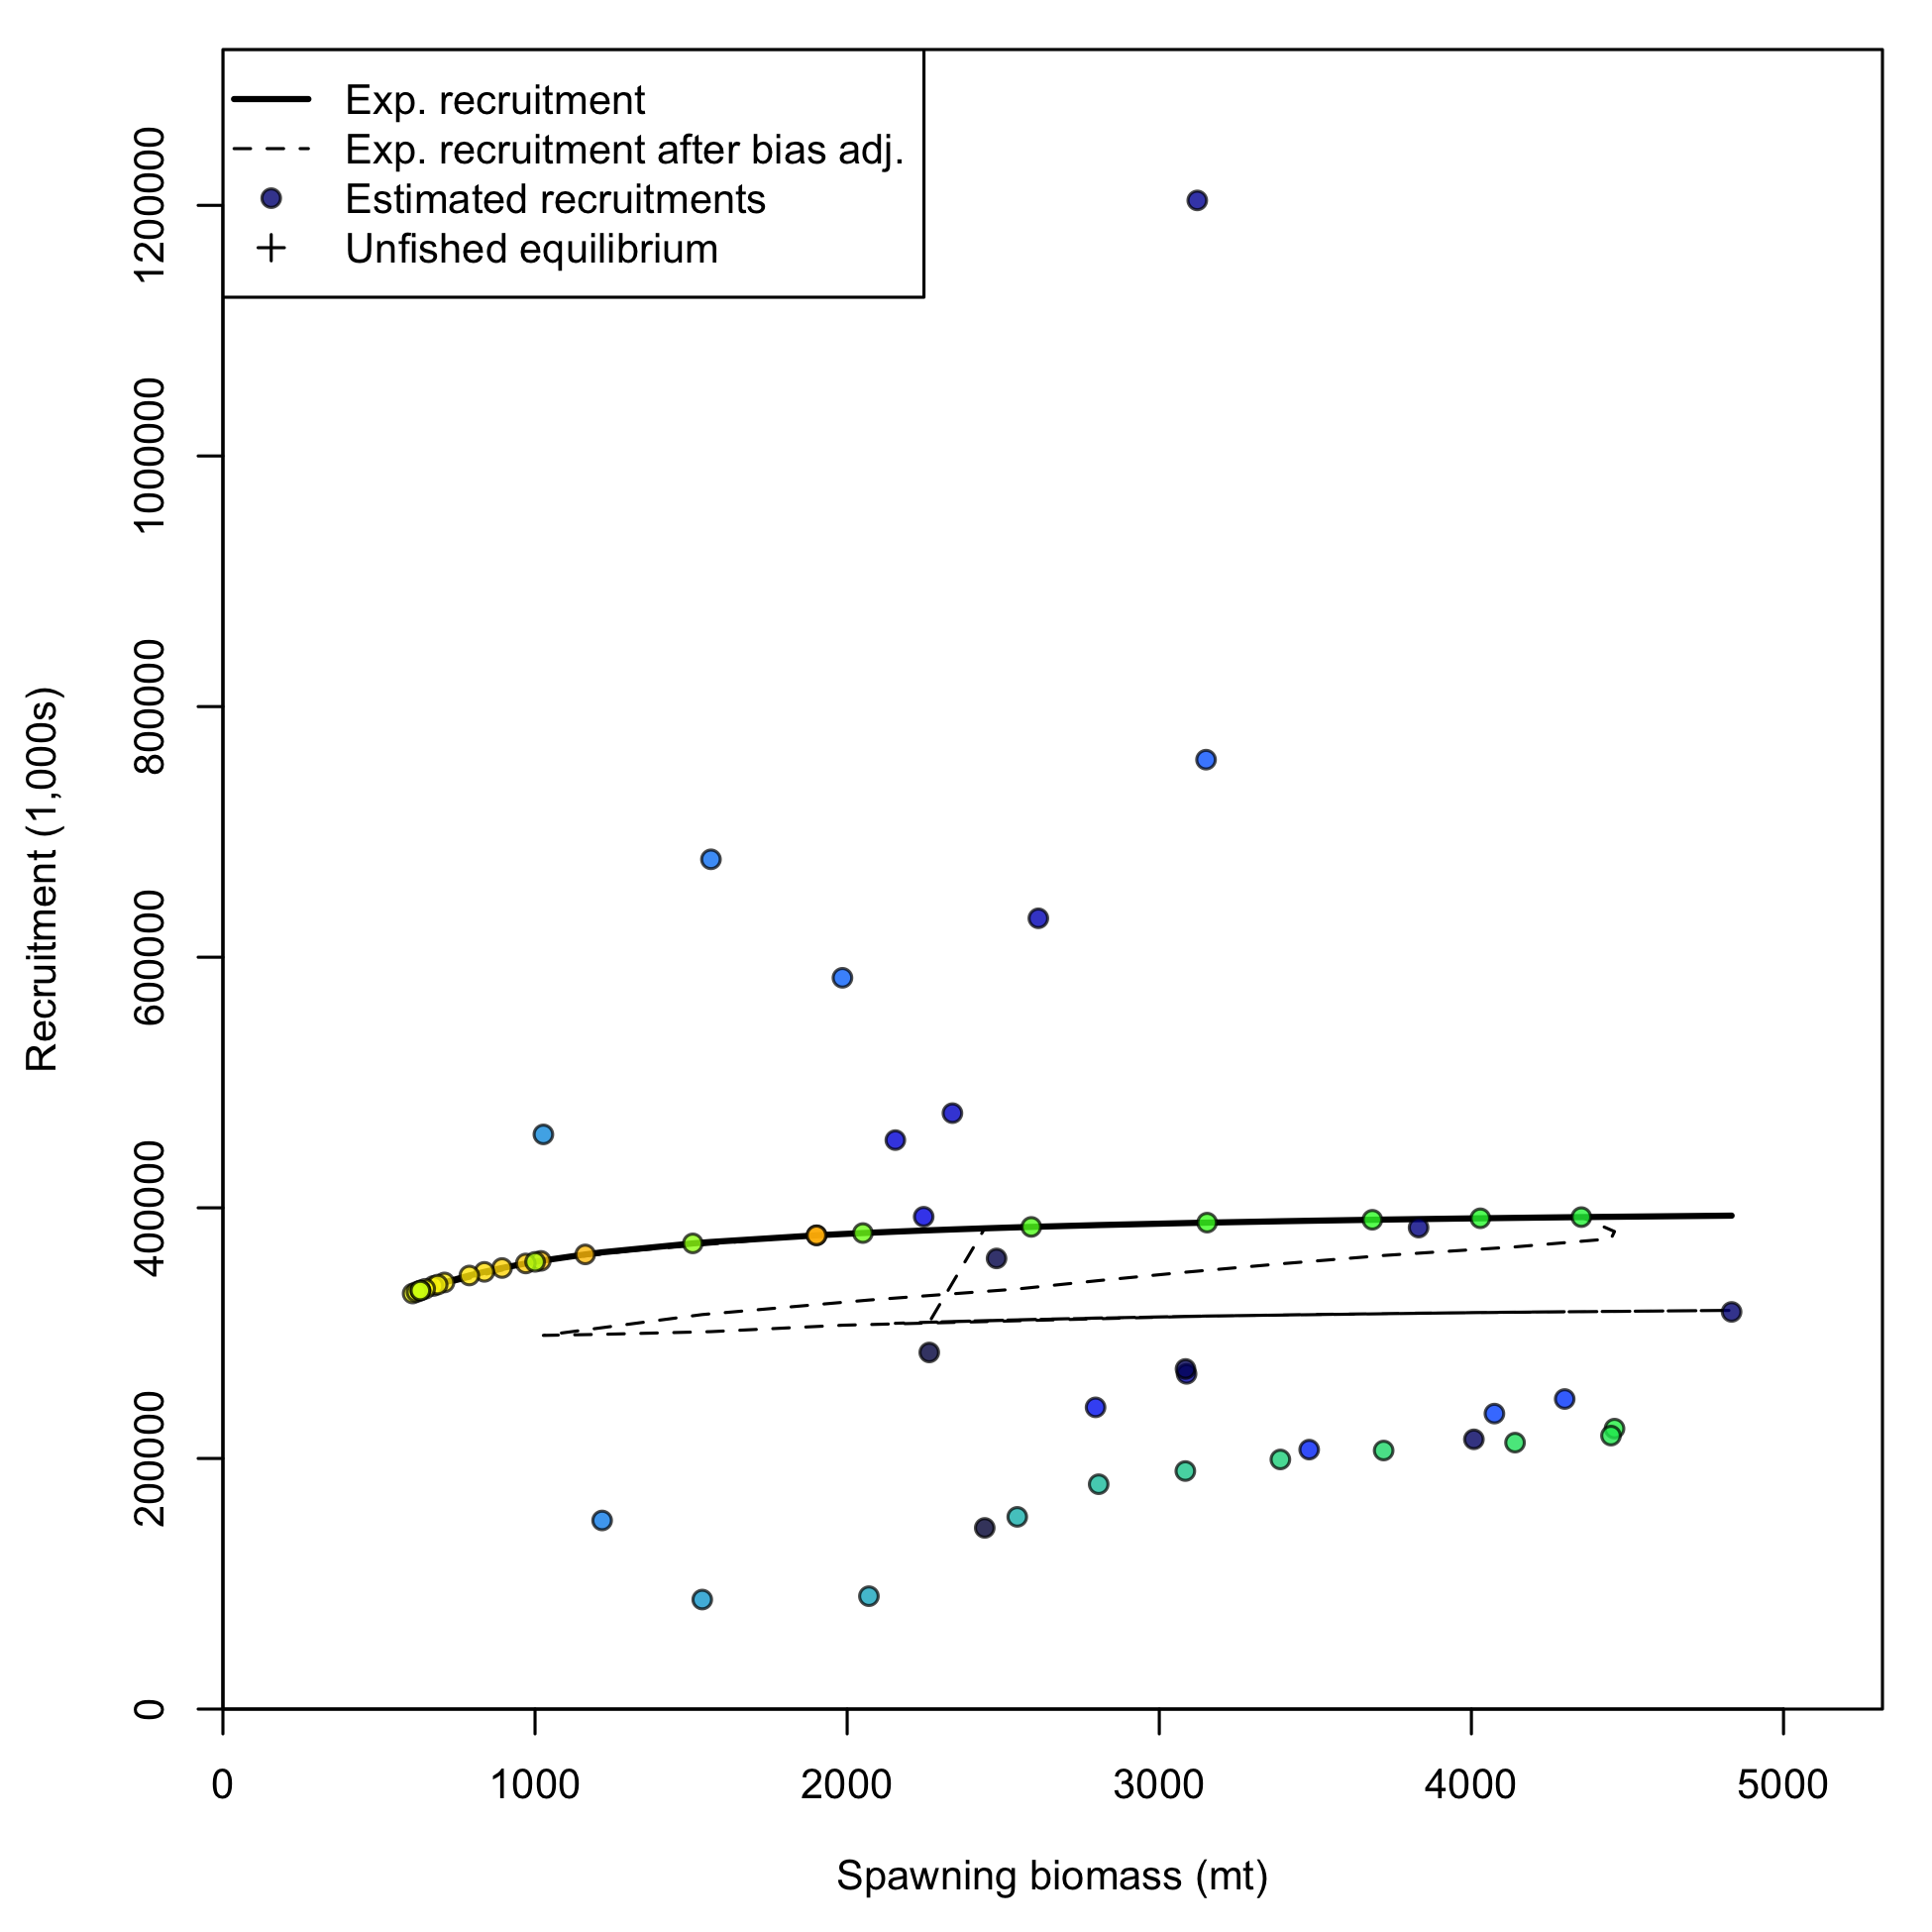 Exp. recruitment
Exp. recruitment after bias adj.
Estimated recruitments
Unfished equilibrium
Recruitment (1,000s)
1200000
1000000
800000
600000
400000
200000
0
0 1000 2000 3000 4000 5000
Spawning biomass (mt)